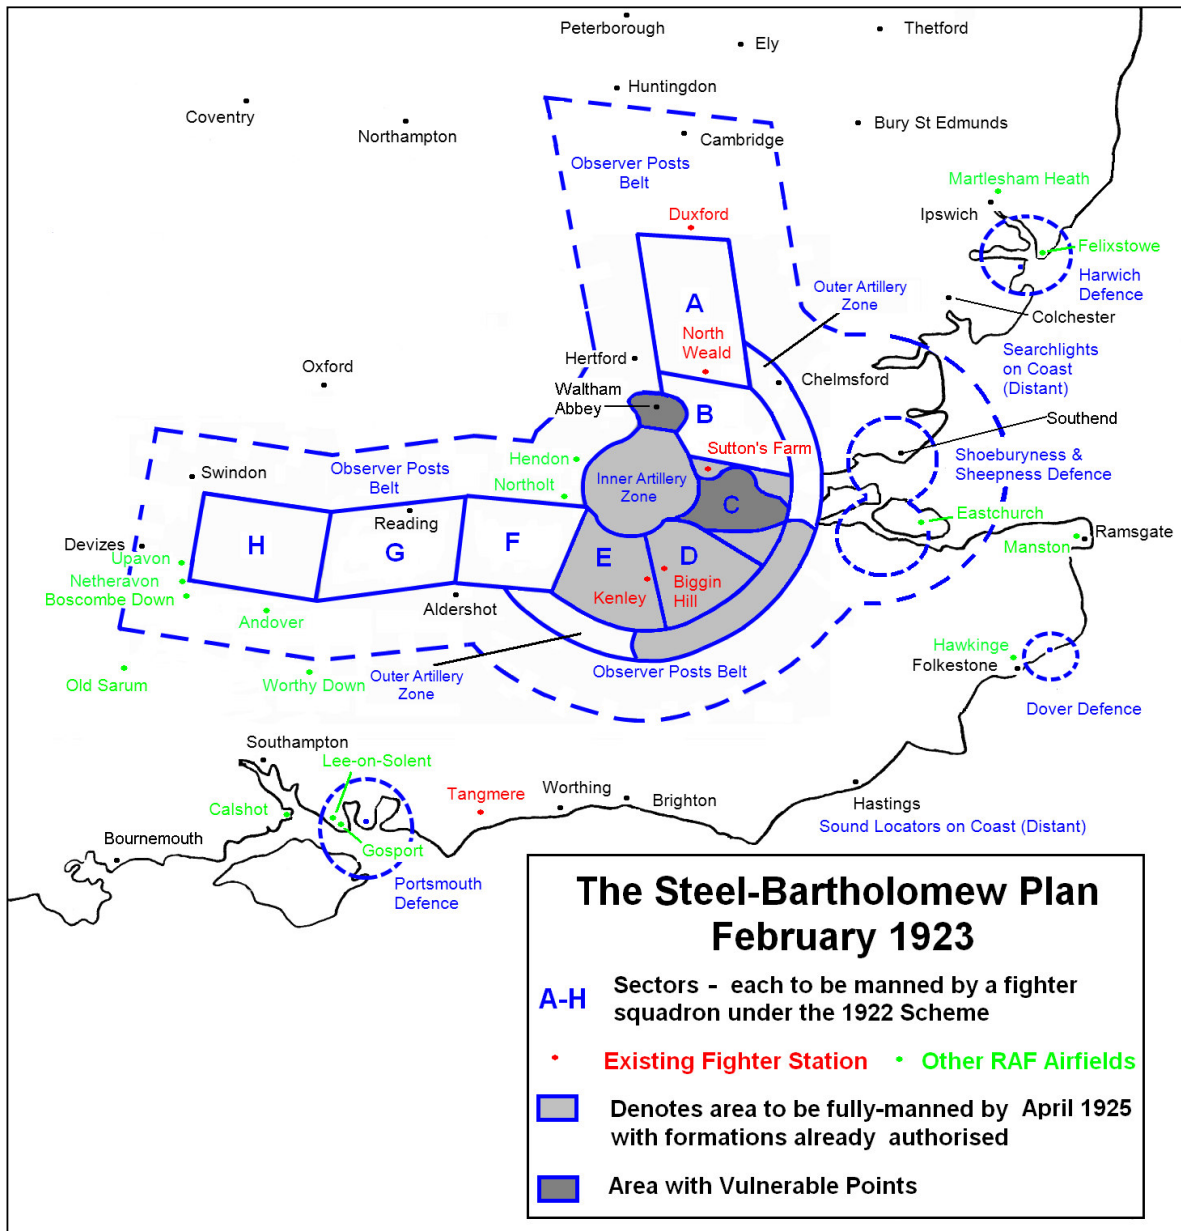 Peterborough
Ely
Thetford
Huntingdon
Coventry
Northampton
Bury St Edmunds
Cambridge
Observer Posts
Belt
Martlesham Heath
Ipswich
Duxford
Felixstowe
Harwich
Defence
Outer Artillery
Zone
A
Colchester
North
Weald
Searchlights
on Coast
(Distant)
Hertford
Oxford
Chelmsford
Waltham
Abbey
B
Southend
Sutton's Farm
Hendon
Shoeburyness &
Sheepness Defence
Swindon
Observer Posts
Belt
Northolt
Inner Artillery
Zone
C
Eastchurch
Reading
Ramsgate
Manston
Devizes
H
G
F
E
D
Upavon
Netheravon
Boscombe Down
Kenley
Biggin
Hill
Aldershot
Andover
Hawkinge
Folkestone
Old Sarum
Worthy Down
Outer Artillery
Zone
Observer Posts Belt
Dover Defence
Southampton
Lee-on-Solent
Calshot
Tangmere
Worthing
Brighton
Hastings
Sound Locators on Coast (Distant)
Bournemouth
Gosport
Portsmouth
Defence
The Steel-Bartholomew Plan
February 1923
A-H Sectors - each to be manned by a fighter
squadron under the 1922 Scheme
Existing Fighter Station Other RAF Airfields
Denotes area to be fully-manned by April 1925
with formations already authorised
Area with Vulnerable Points